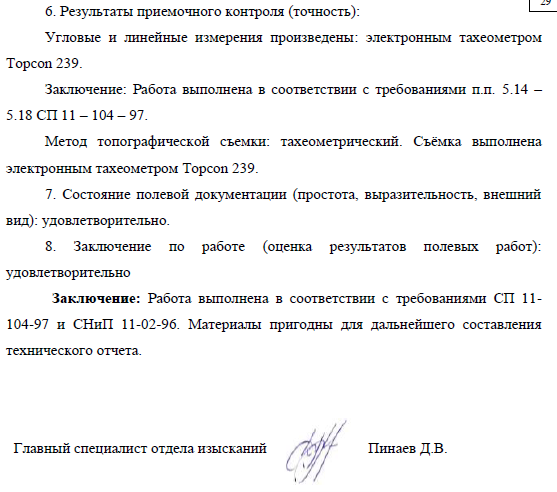 29
6. Результаты приемочного контроля (точность):
Угловые и линейные измерения произведены: электронным тахеометром
Topcon 239.
Заключение: Работа выполнена в соответствии с требованиями п.п. 5.14 –
5.18 СП 11 – 104 – 97.
Метод топографической съемки: тахеометрический. Съёмка выполнена
электронным тахеометром Topcon 239.
7. Состояние полевой документации (простота, выразительность, внешний
вид): удовлетворительно.
8. Заключение по работе (оценка результатов полевых работ):
удовлетворительно
Заключение: Работа выполнена в соответствии с требованиями СП 11-
104-97 и СНиП 11-02-96. Материалы пригодны для дальнейшего составления
технического отчета.
Главный специалист отдела изысканий Пинаев Д.В.